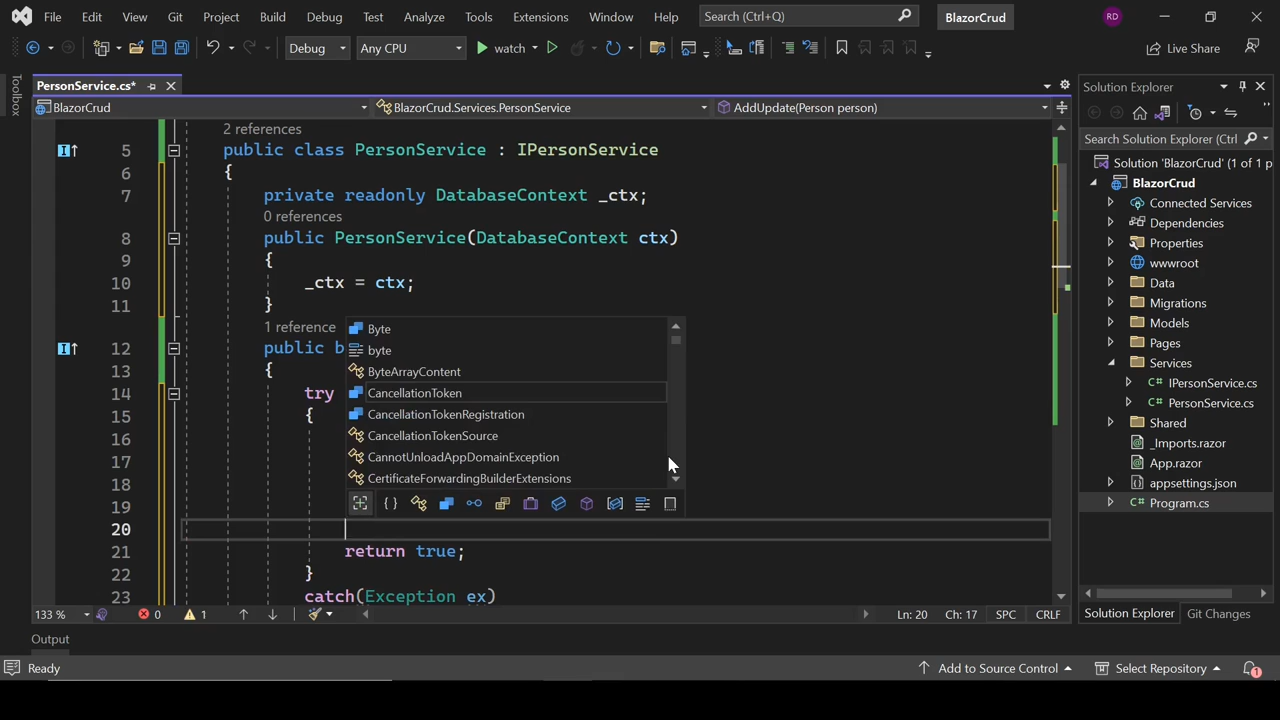 File Edit View Git Project Build Debug Test Analyze Tools Extensions Window Help Search (Ctrl+Q) BlazorCrud RD
Debug Any CPU watch Live Share
PersonService.cs*
BlazorCrud BlazorCrud.Services.PersonService AddUpdate(Person person)
Toolbox
2 references
5 public class PersonService : IPersonService
6 {
7 private readonly DatabaseContext _ctx;
0 references
8 public PersonService(DatabaseContext ctx)
9 {
10 _ctx = ctx;
11 }
1 reference
12 public b
13 {
14 try
15 {
16
17
18
19
20
21 return true;
22 }
23 catch(Exception ex)
Byte
byte
ByteArrayContent
CancellationToken
CancellationTokenRegistration
CancellationTokenSource
CannotUnloadAppDomainException
CertificateForwardingBuilderExtensions
133 % 0 1 Ln: 20 Ch: 17 SPC CRLF
Solution Explorer
Search Solution Explorer (Ctrl
Solution 'BlazorCrud' (1 of 1 p
BlazorCrud
Connected Services
Dependencies
Properties
wwwroot
Data
Migrations
Models
Pages
Services
C# IPersonService.cs
C# PersonService.cs
Shared
_Imports.razor
App.razor
appsettings.json
C# Program.cs
Solution Explorer Git Changes
Output
Ready Add to Source Control Select Repository 1